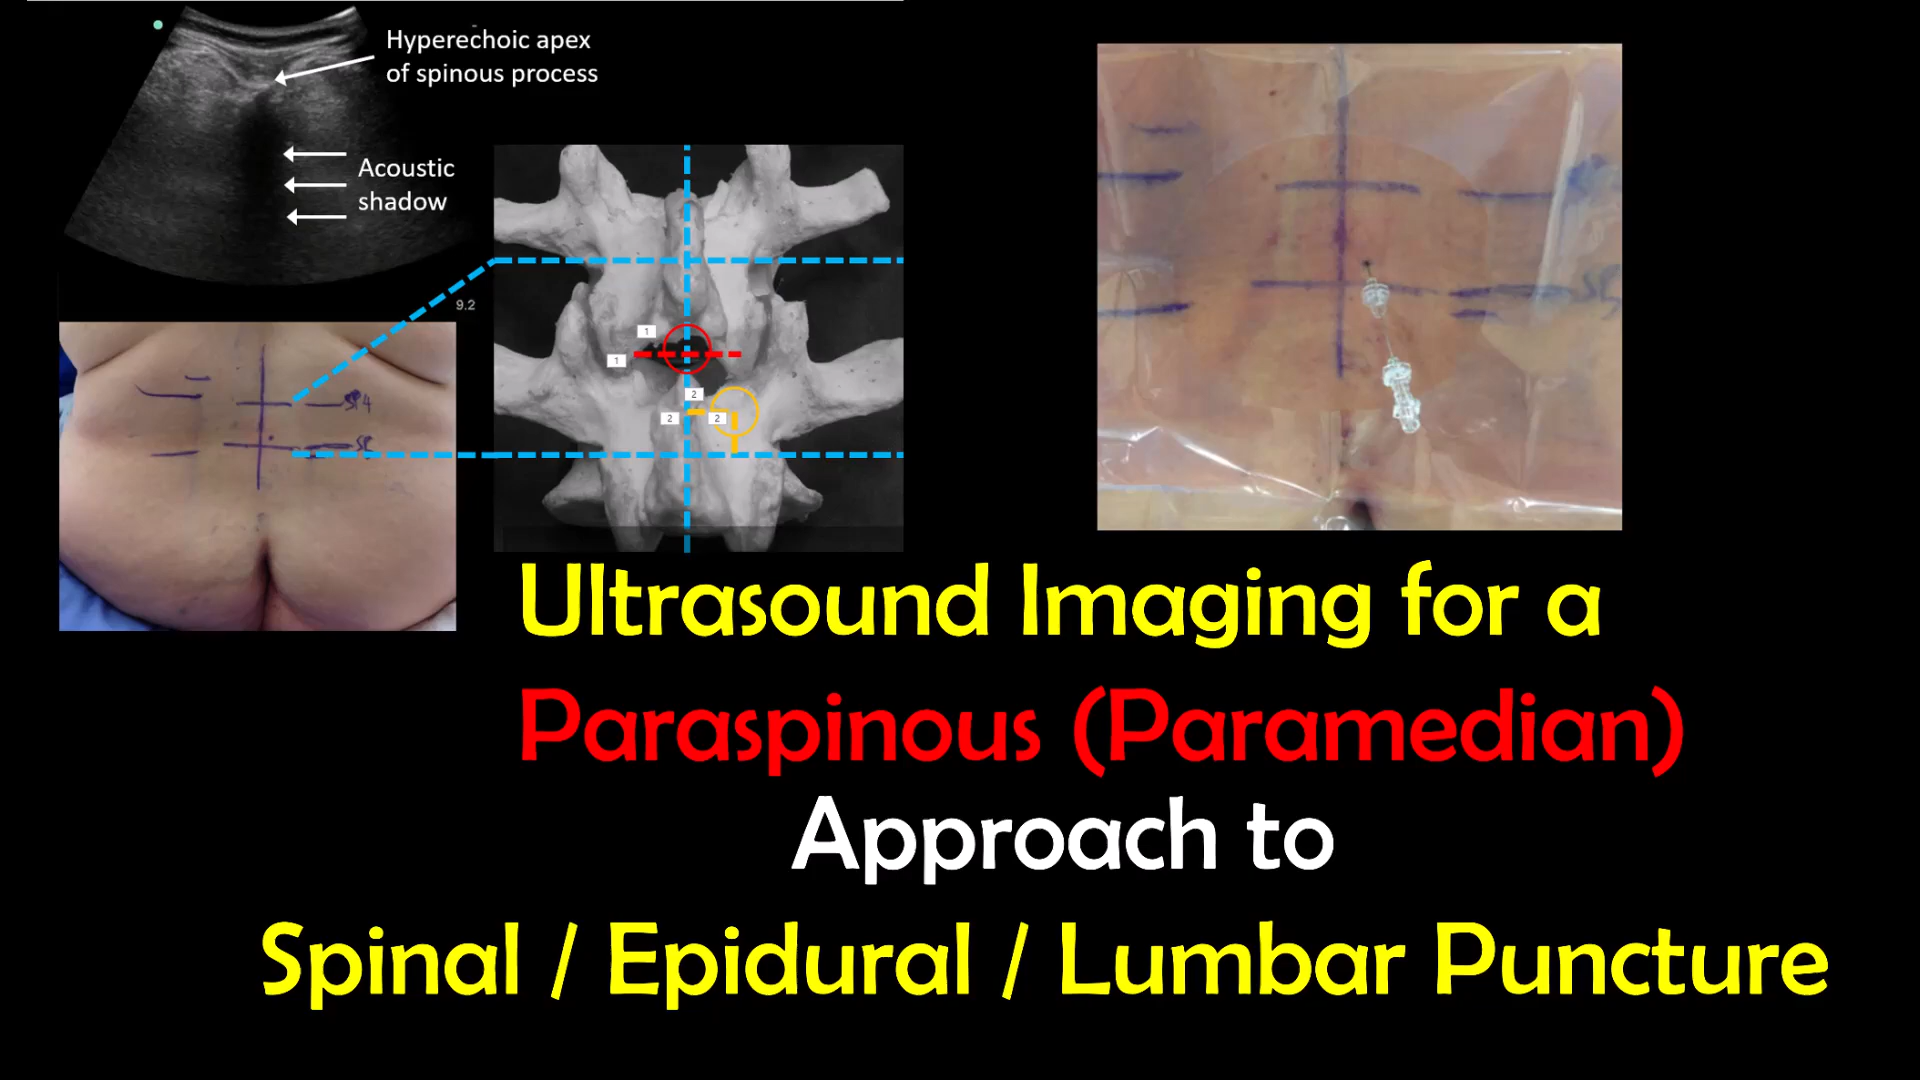 Hyperechoic apex
of spinous process
Acoustic
shadow
9.2
1
1
2
2
2
Ultrasound Imaging for a
Paraspinous (Paramedian)
Approach to
Spinal / Epidural / Lumbar Puncture